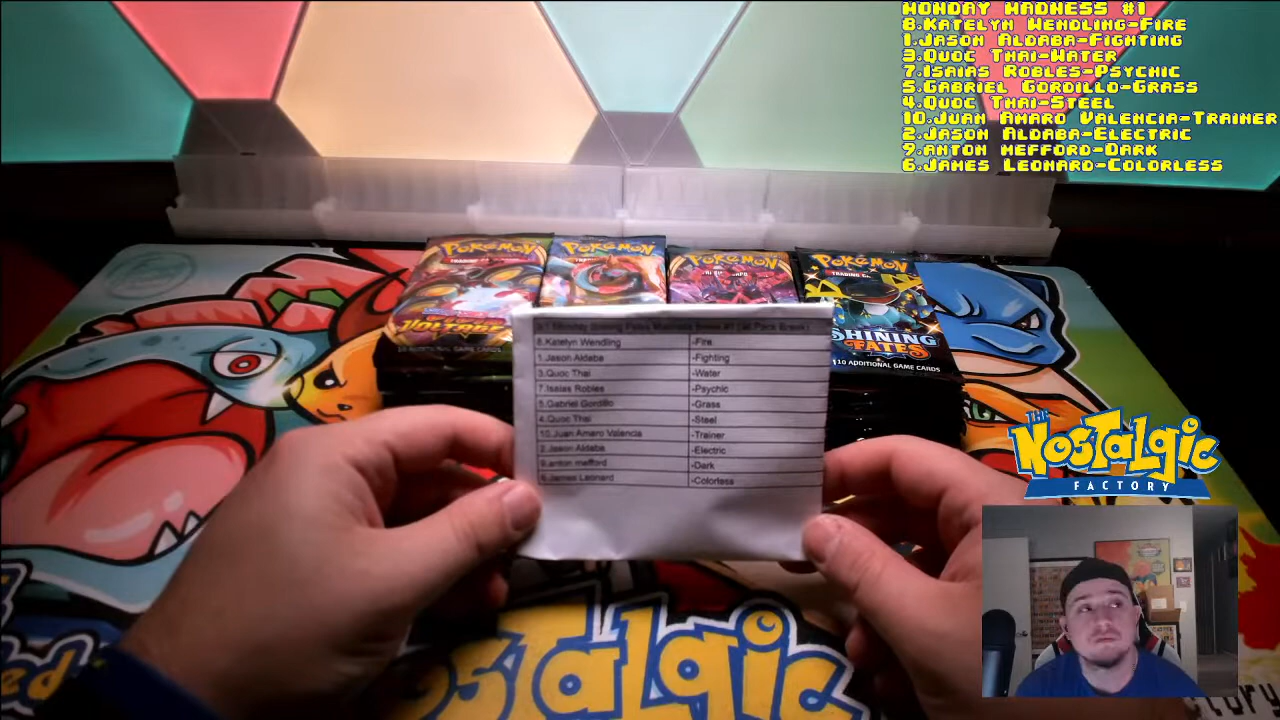 MONDAY MADNESS #1
8.KATELYN WENDLING-FIRE
1.JASON ALDABA-FIGHTING
3.QUOC THAI-WATER
7.ISAIAS ROBLES-PSYCHIC
5.GABRIEL GORDILLO-GRASS
4.QUOC THAI-STEEL
10.JUAN AMARO VALENCIA-TRAINER
2.JASON ALDABA-ELECTRIC
9.ANTON MEFFORD-DARK
6.JAMES LEONARD-COLORLESS
POKÉMON
POKÉMON
POKÉMON
POKÉMON
VOLTAGE
10 ADDITIONAL GAME CARDS
SHINING FATES
10 ADDITIONAL GAME CARDS
8.Katelyn Wendling -Fire
1.Jason Aldaba -Fighting
3.Quoc Thai -Water
7.Isaias Robles -Psychic
5.Gabriel Gordillo -Grass
4.Quoc Thai -Steel
10.Juan Amaro Valencia -Trainer
2.Jason Aldaba -Electric
9.anton mefford -Dark
6.James Leonard -Colorless
THE
NOSTALGIC
FACTORY
Nostalgic